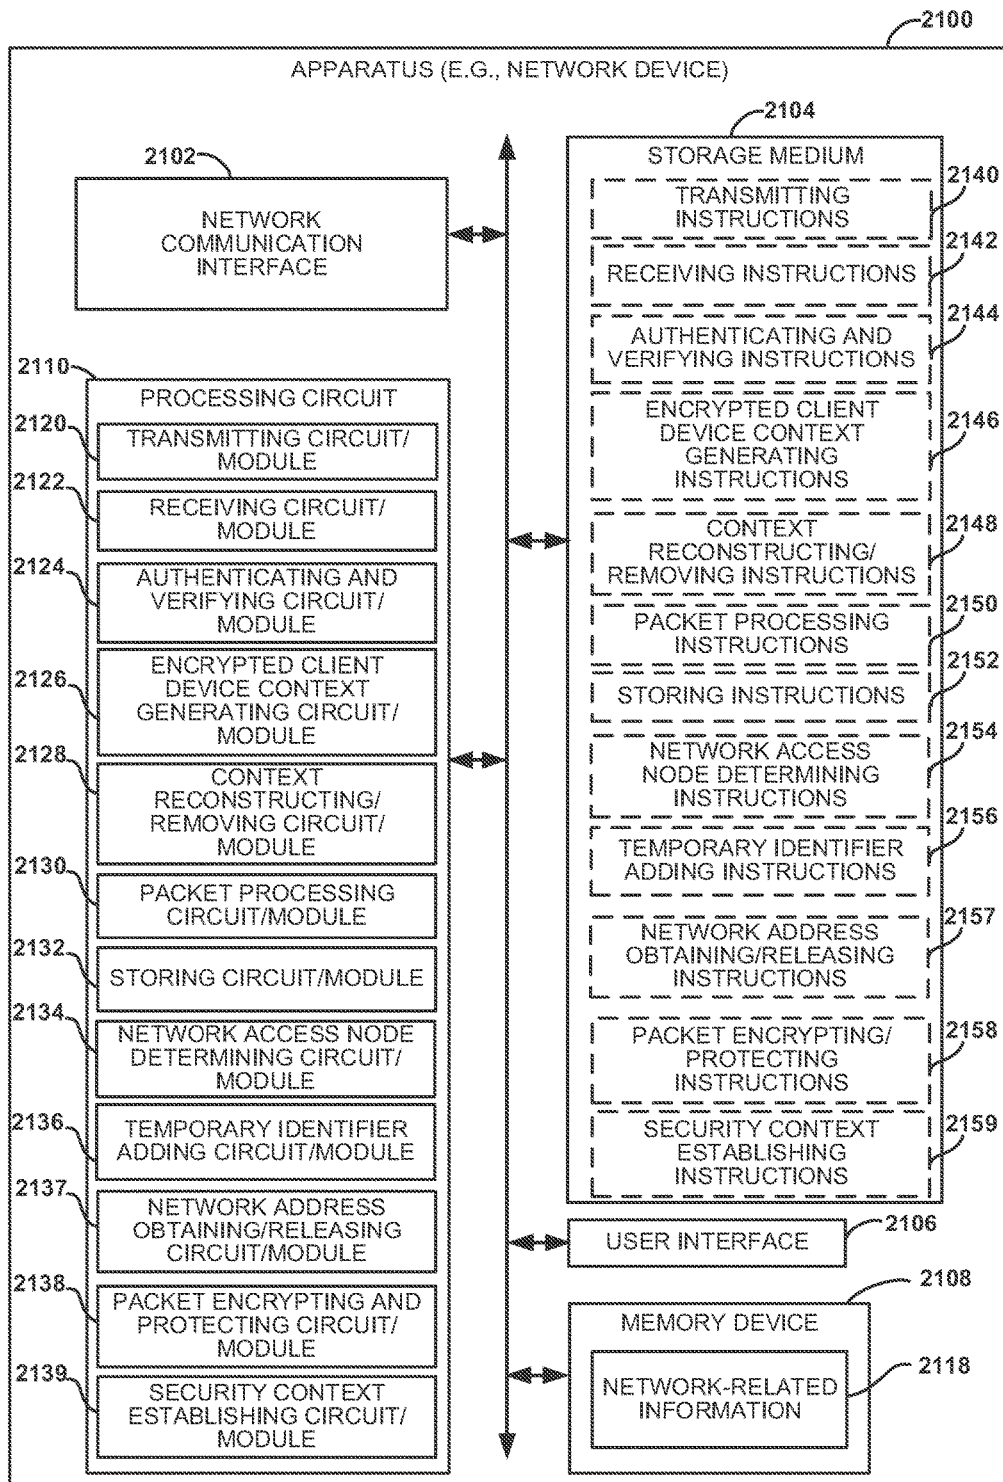 2100
APPARATUS (E.G., NETWORK DEVICE)
2102
NETWORK
COMMUNICATION
INTERFACE
2110
PROCESSING CIRCUIT
2120
TRANSMITTING CIRCUIT/
MODULE
2122
RECEIVING CIRCUIT/
MODULE
2124
AUTHENTICATING AND
VERIFYING CIRCUIT/
MODULE
2126
ENCRYPTED CLIENT
DEVICE CONTEXT
GENERATING CIRCUIT/
MODULE
2128
CONTEXT
RECONSTRUCTING/
REMOVING CIRCUIT/
MODULE
2130
PACKET PROCESSING
CIRCUIT/MODULE
2132
STORING CIRCUIT/MODULE
2134
NETWORK ACCESS NODE
DETERMINING CIRCUIT/
MODULE
2136
TEMPORARY IDENTIFIER
ADDING CIRCUIT/MODULE
2137
NETWORK ADDRESS
OBTAINING/RELEASING
CIRCUIT/MODULE
2138
PACKET ENCRYPTING AND
PROTECTING CIRCUIT/
MODULE
2139
SECURITY CONTEXT
ESTABLISHING CIRCUIT/
MODULE
2104
STORAGE MEDIUM
2140
TRANSMITTING
INSTRUCTIONS
2142
RECEIVING INSTRUCTIONS
2144
AUTHENTICATING AND
VERIFYING INSTRUCTIONS
2146
ENCRYPTED CLIENT
DEVICE CONTEXT
GENERATING
INSTRUCTIONS
2148
CONTEXT
RECONSTRUCTING/
REMOVING INSTRUCTIONS
2150
PACKET PROCESSING
INSTRUCTIONS
2152
STORING INSTRUCTIONS
2154
NETWORK ACCESS
NODE DETERMINING
INSTRUCTIONS
2156
TEMPORARY IDENTIFIER
ADDING INSTRUCTIONS
2157
NETWORK ADDRESS
OBTAINING/RELEASING
INSTRUCTIONS
2158
PACKET ENCRYPTING/
PROTECTING
INSTRUCTIONS
2159
SECURITY CONTEXT
ESTABLISHING
INSTRUCTIONS
2106
USER INTERFACE
2108
MEMORY DEVICE
2118
NETWORK-RELATED
INFORMATION